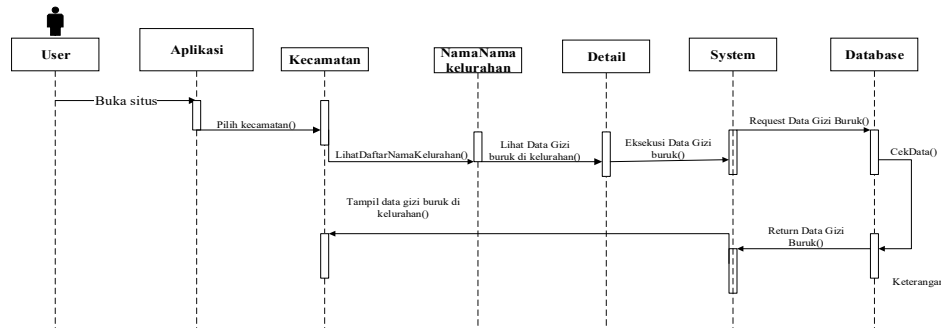 User
Aplikasi
Kecamatan
NamaNama
kelurahan
Detail
System
Database
Buka situs
Pilih kecamatan()
LihatDaftarNamaKelurahan()
Lihat Data Gizi
buruk di kelurahan()
Eksekusi Data Gizi
buruk()
Request Data Gizi Buruk()
CekData()
Tampil data gizi buruk di
kelurahan()
Return Data Gizi
Buruk()
Keterangan